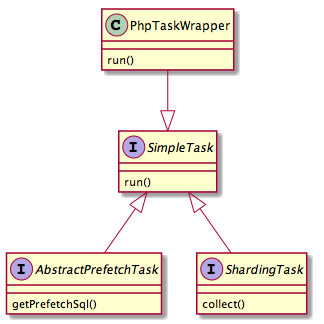 C PhpTaskWrapper
run()
I SimpleTask
run()
I AbstractPrefetchTask
getPrefetchSql()
I ShardingTask
collect()